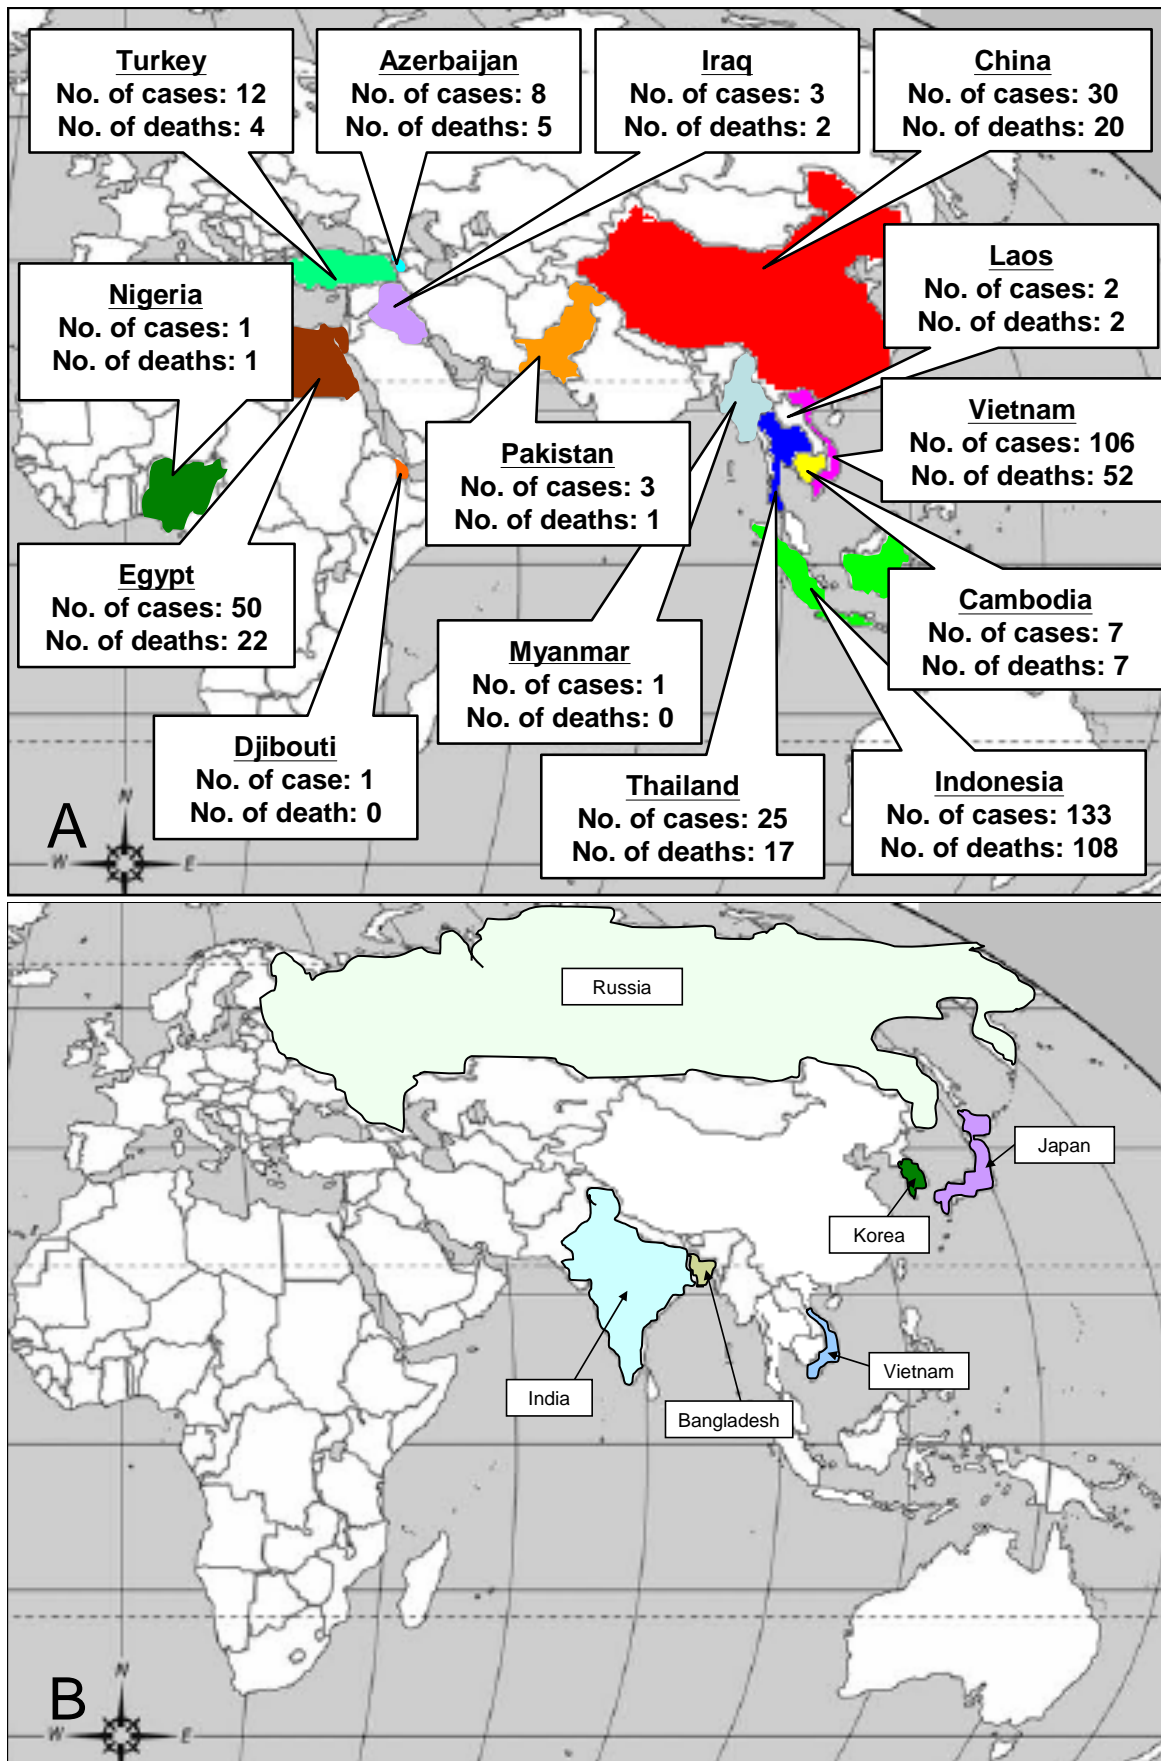 Turkey
No. of cases: 12
No. of deaths: 4
Azerbaijan
No. of cases: 8
No. of deaths: 5
Iraq
No. of cases: 3
No. of deaths: 2
China
No. of cases: 30
No. of deaths: 20
Nigeria
No. of cases: 1
No. of deaths: 1
Laos
No. of cases: 2
No. of deaths: 2
Vietnam
No. of cases: 106
No. of deaths: 52
Pakistan
No. of cases: 3
No. of deaths: 1
Egypt
No. of cases: 50
No. of deaths: 22
Cambodia
No. of cases: 7
No. of deaths: 7
Myanmar
No. of cases: 1
No. of deaths: 0
Djibouti
No. of case: 1
No. of death: 0
Thailand
No. of cases: 25
No. of deaths: 17
Indonesia
No. of cases: 133
No. of deaths: 108
A
N
W E
Russia
Japan
Korea
India
Bangladesh
Vietnam
B
N
W E